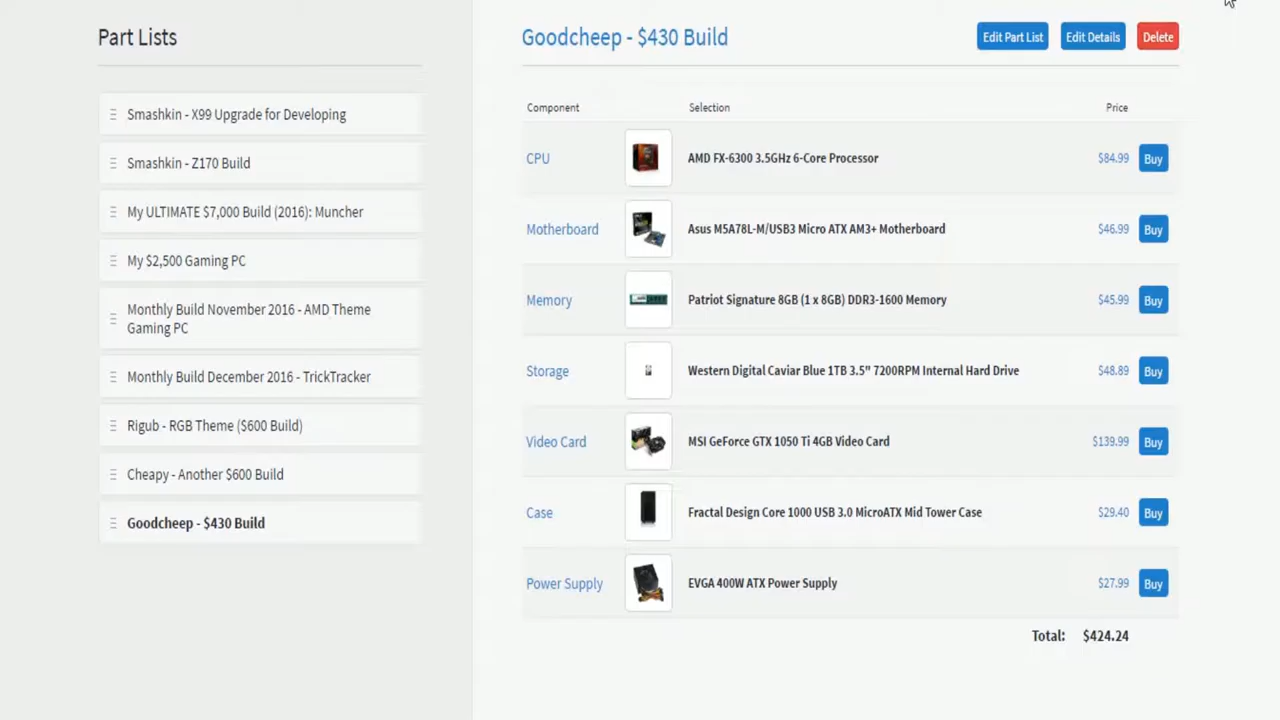 Part Lists
Smashkin - X99 Upgrade for Developing
Smashkin - Z170 Build
My ULTIMATE $7,000 Build (2016): Muncher
My $2,500 Gaming PC
Monthly Build November 2016 - AMD Theme
Gaming PC
Monthly Build December 2016 - TrickTracker
Rigub - RGB Theme ($600 Build)
Cheapy - Another $600 Build
Goodcheep - $430 Build
Goodcheep - $430 Build Edit Part List Edit Details Delete
Component Selection Price
CPU AMD FX-6300 3.5GHz 6-Core Processor $84.99 Buy
Motherboard Asus M5A78L-M/USB3 Micro ATX AM3+ Motherboard $46.99 Buy
Memory Patriot Signature 8GB (1 x 8GB) DDR3-1600 Memory $45.99 Buy
Storage Western Digital Caviar Blue 1TB 3.5" 7200RPM Internal Hard Drive $48.89 Buy
Video Card MSI GeForce GTX 1050 Ti 4GB Video Card $139.99 Buy
Case Fractal Design Core 1000 USB 3.0 MicroATX Mid Tower Case $29.40 Buy
Power Supply EVGA 400W ATX Power Supply $27.99 Buy
Total: $424.24